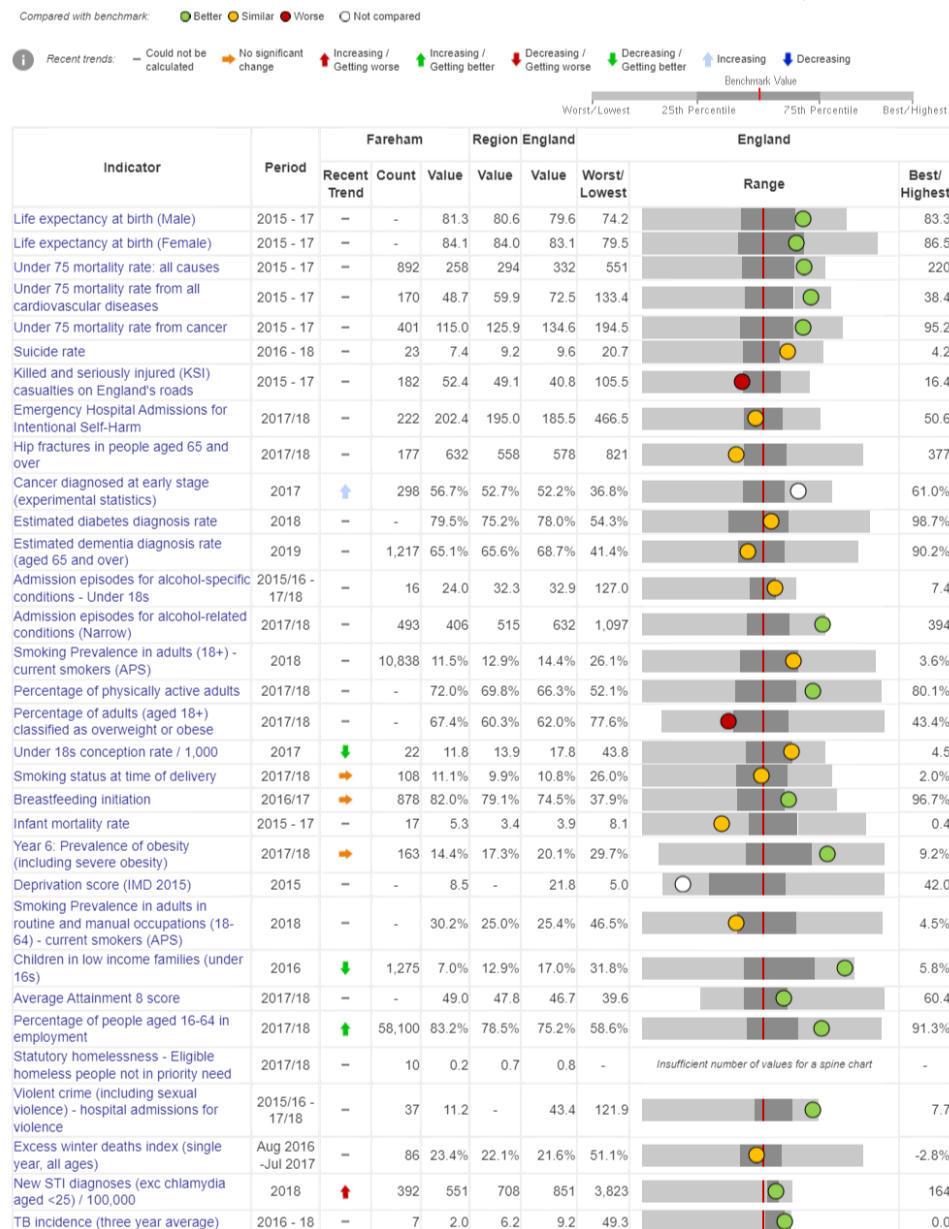 Compared with benchmark: Better Similar Worse Not compared
Recent trends: Could not be calculated No significant change Increasing / Getting worse Increasing / Getting better Decreasing / Getting worse Decreasing / Getting better Increasing Decreasing
Benchmark Value
Worst/Lowest 25th Percentile 75th Percentile Best/Highest
Fareham Region England England
Indicator Period Recent Trend Count Value Value Value Worst/ Lowest Range Best/ Highest
Life expectancy at birth (Male) 2015 - 17 – - 81.3 80.6 79.6 74.2 83.3
Life expectancy at birth (Female) 2015 - 17 – - 84.1 84.0 83.1 79.5 86.5
Under 75 mortality rate: all causes 2015 - 17 – 892 258 294 332 551 220
Under 75 mortality rate from all cardiovascular diseases 2015 - 17 – 170 48.7 59.9 72.5 133.4 38.4
Under 75 mortality rate from cancer 2015 - 17 – 401 115.0 125.9 134.6 194.5 95.2
Suicide rate 2016 - 18 – 23 7.4 9.2 9.6 20.7 4.2
Killed and seriously injured (KSI) casualties on England's roads 2015 - 17 – 182 52.4 49.1 40.8 105.5 16.4
Emergency Hospital Admissions for Intentional Self-Harm 2017/18 – 222 202.4 195.0 185.5 466.5 50.6
Hip fractures in people aged 65 and over 2017/18 – 177 632 558 578 821 377
Cancer diagnosed at early stage (experimental statistics) 2017 298 56.7% 52.7% 52.2% 36.8% 61.0%
Estimated diabetes diagnosis rate 2018 – - 79.5% 75.2% 78.0% 54.3% 98.7%
Estimated dementia diagnosis rate (aged 65 and over) 2019 – 1,217 65.1% 65.6% 68.7% 41.4% 90.2%
Admission episodes for alcohol-specific conditions - Under 18s 2015/16 - 17/18 – 16 24.0 32.3 32.9 127.0 7.4
Admission episodes for alcohol-related conditions (Narrow) 2017/18 – 493 406 515 632 1,097 394
Smoking Prevalence in adults (18+) - current smokers (APS) 2018 – 10,838 11.5% 12.9% 14.4% 26.1% 3.6%
Percentage of physically active adults 2017/18 – - 72.0% 69.8% 66.3% 52.1% 80.1%
Percentage of adults (aged 18+) classified as overweight or obese 2017/18 – - 67.4% 60.3% 62.0% 77.6% 43.4%
Under 18s conception rate / 1,000 2017 22 11.8 13.9 17.8 43.8 4.5
Smoking status at time of delivery 2017/18 108 11.1% 9.9% 10.8% 26.0% 2.0%
Breastfeeding initiation 2016/17 878 82.0% 79.1% 74.5% 37.9% 96.7%
Infant mortality rate 2015 - 17 – 17 5.3 3.4 3.9 8.1 0.4
Year 6: Prevalence of obesity (including severe obesity) 2017/18 163 14.4% 17.3% 20.1% 29.7% 9.2%
Deprivation score (IMD 2015) 2015 – - 8.5 - 21.8 5.0 42.0
Smoking Prevalence in adults in routine and manual occupations (18-64) - current smokers (APS) 2018 – - 30.2% 25.0% 25.4% 46.5% 4.5%
Children in low income families (under 16s) 2016 1,275 7.0% 12.9% 17.0% 31.8% 5.8%
Average Attainment 8 score 2017/18 – - 49.0 47.8 46.7 39.6 60.4
Percentage of people aged 16-64 in employment 2017/18 58,100 83.2% 78.5% 75.2% 58.6% 91.3%
Statutory homelessness - Eligible homeless people not in priority need 2017/18 – 10 0.2 0.7 0.8 - Insufficient number of values for a spine chart -
Violent crime (including sexual violence) - hospital admissions for violence 2015/16 - 17/18 – 37 11.2 - 43.4 121.9 7.7
Excess winter deaths index (single year, all ages) Aug 2016 -Jul 2017 – 86 23.4% 22.1% 21.6% 51.1% -2.8%
New STI diagnoses (exc chlamydia aged <25) / 100,000 2018 392 551 708 851 3,823 164
TB incidence (three year average) 2016 - 18 – 7 2.0 6.2 9.2 49.3 0.0